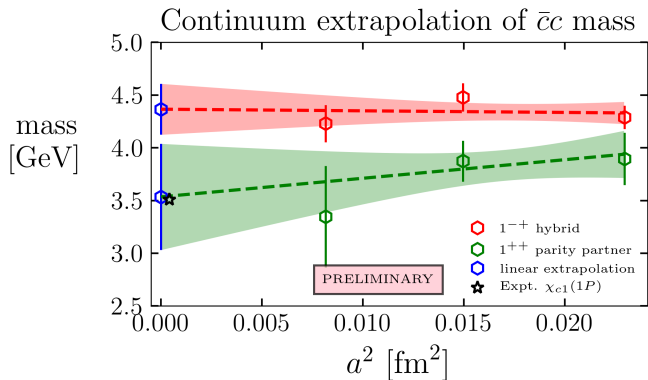 Continuum extrapolation of c̄c mass
5.0
4.5
4.0
3.5
3.0
2.5
mass
[GeV]
1⁻⁺ hybrid
1⁺⁺ parity partner
linear extrapolation
Expt. χc1(1P)
PRELIMINARY
0.000
0.005
0.010
0.015
0.020
a² [fm²]